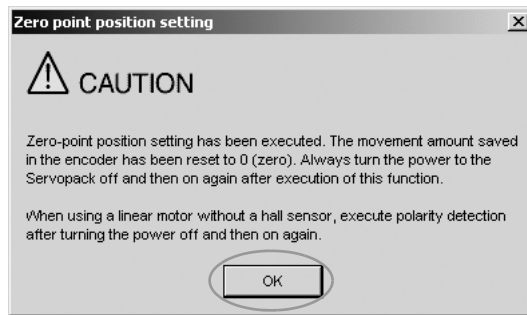 Zero point position setting
CAUTION
Zero-point position setting has been executed. The movement amount saved
in the encoder has been reset to 0 (zero). Always turn the power to the
Servopack off and then on again after execution of this function.
When using a linear motor without a hall sensor, execute polarity detection
after turning the power off and then on again.
OK